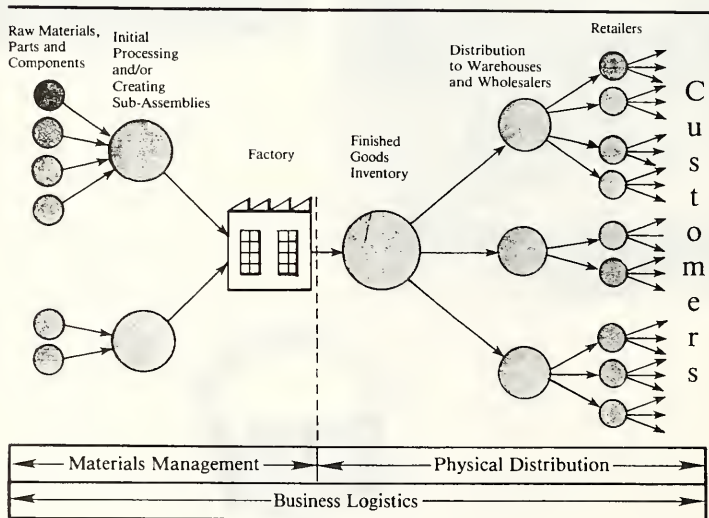 Raw Materials,
Parts and
Components
Initial
Processing
and/or
Creating
Sub-Assemblies
Factory
Finished
Goods
Inventory
Distribution
to Warehouses
and Wholesalers
Retailers
Customers
Materials Management
Physical Distribution
Business Logistics